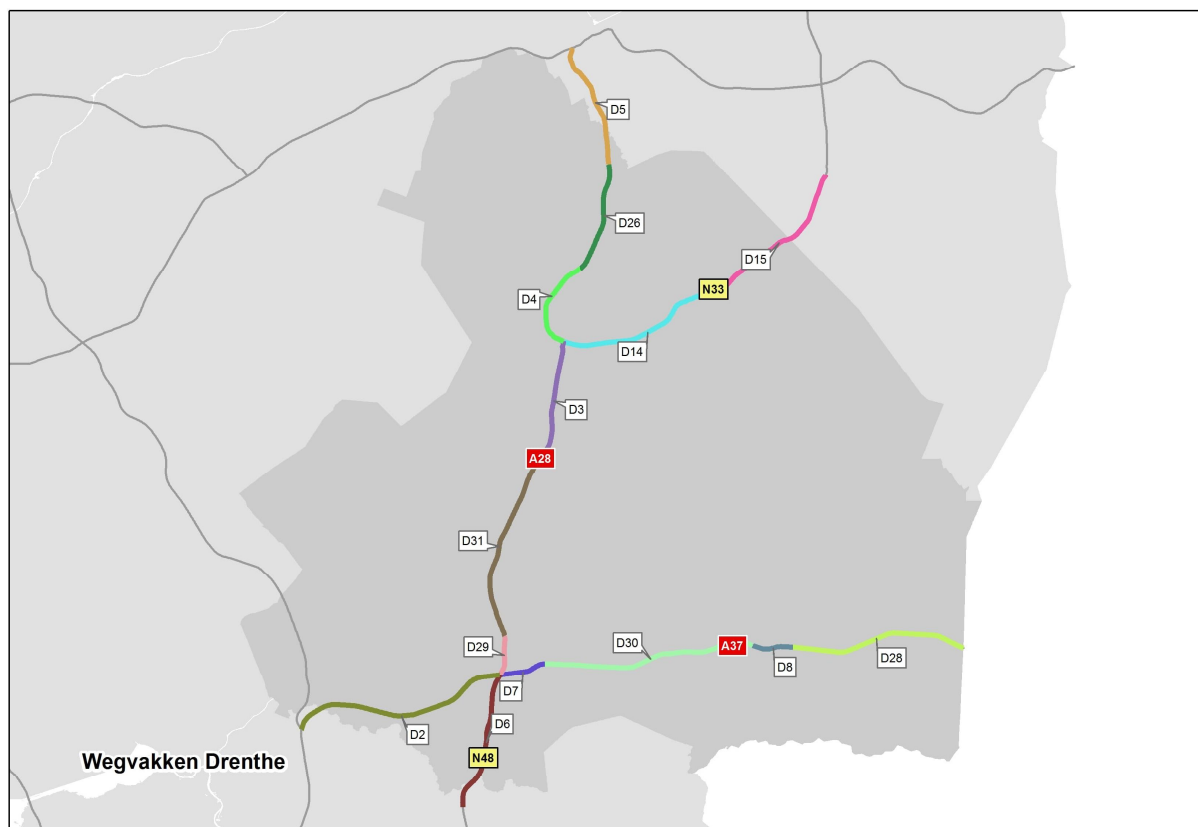 D5
D26
D15
N33
D4
D14
D3
A28
D31
D29
D30
A37
D8
D28
D7
D6
D2
N48
Wegvakken Drenthe